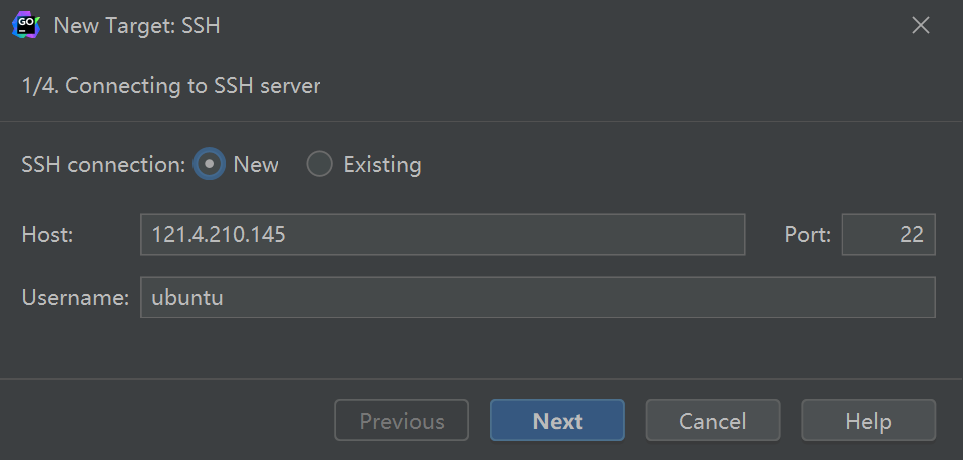 GO
New Target: SSH
1/4. Connecting to SSH server
SSH connection: New Existing
Host: 121.4.210.145 Port: 22
Username: ubuntu
Previous Next Cancel Help